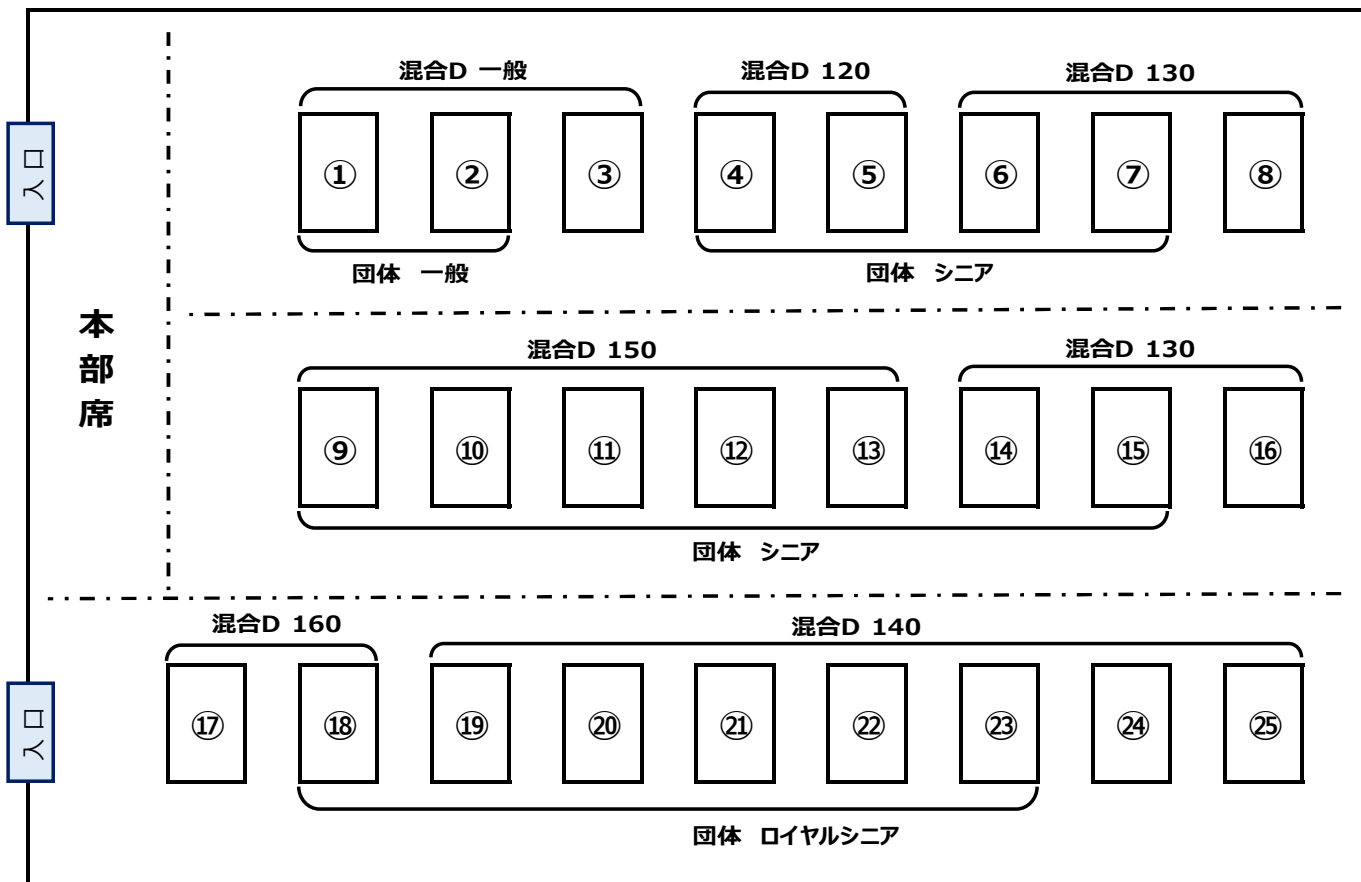 混合D 一般
混合D 120
混合D 130
入口
① ② ③ ④ ⑤ ⑥ ⑦ ⑧
団体 一般
団体 シニア
本部席
混合D 150
混合D 130
⑨ ⑩ ⑪ ⑫ ⑬ ⑭ ⑮ ⑯
団体 シニア
混合D 160
混合D 140
入口
⑰ ⑱ ⑲ ⑳ ㉑ ㉒ ㉓ ㉔ ㉕
団体 ロイヤルシニア